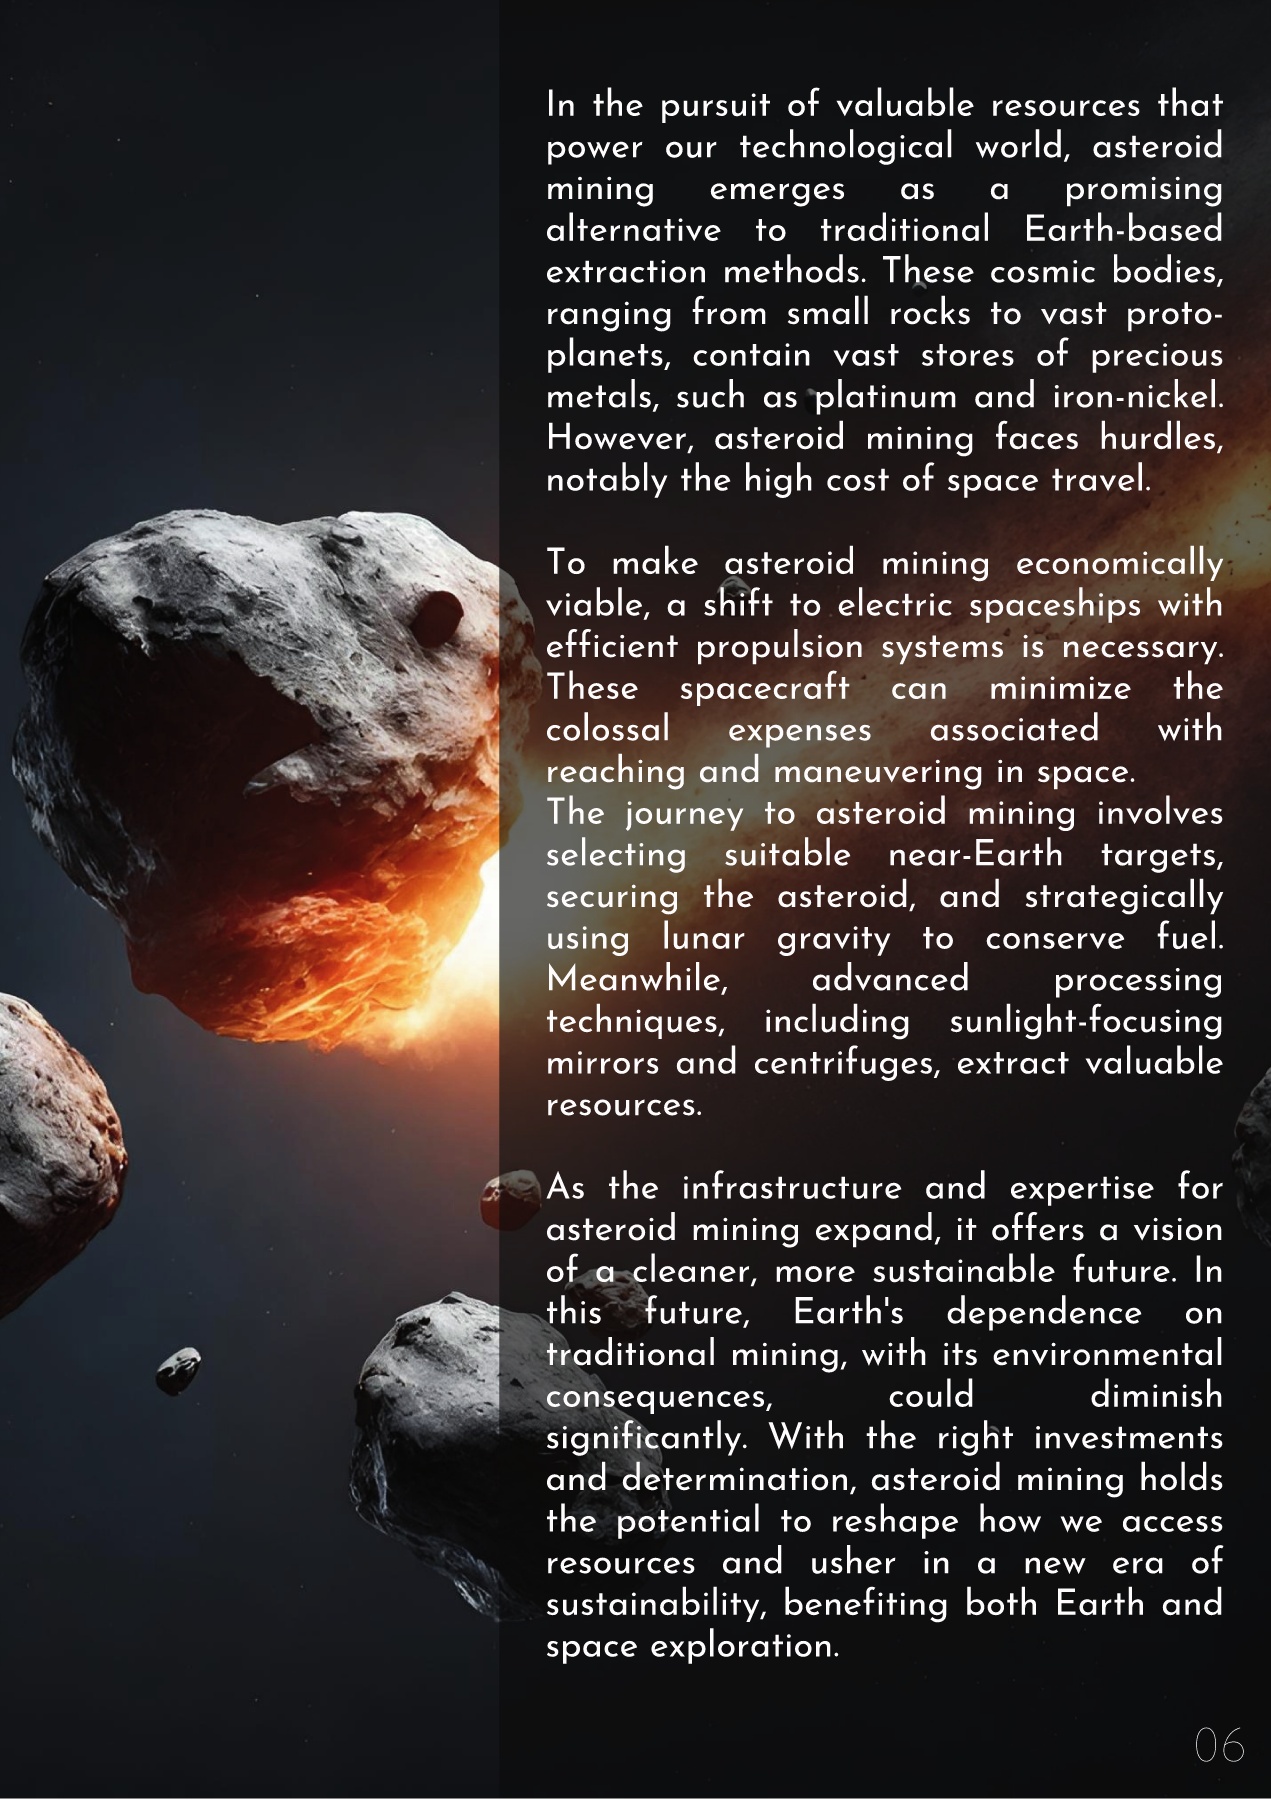 In the pursuit of valuable resources that
power our technological world, asteroid
mining emerges as a promising
alternative to traditional Earth-based
extraction methods. These cosmic bodies,
ranging from small rocks to vast proto-
planets, contain vast stores of precious
metals, such as platinum and iron-nickel.
However, asteroid mining faces hurdles,
notably the high cost of space travel.
To make asteroid mining economically
viable, a shift to electric spaceships with
efficient propulsion systems is necessary.
These spacecraft can minimize the
colossal expenses associated with
reaching and maneuvering in space.
The journey to asteroid mining involves
selecting suitable near-Earth targets,
securing the asteroid, and strategically
using lunar gravity to conserve fuel.
Meanwhile, advanced processing
techniques, including sunlight-focusing
mirrors and centrifuges, extract valuable
resources.
As the infrastructure and expertise for
asteroid mining expand, it offers a vision
of a cleaner, more sustainable future. In
this future, Earth's dependence on
traditional mining, with its environmental
consequences, could diminish
significantly. With the right investments
and determination, asteroid mining holds
the potential to reshape how we access
resources and usher in a new era of
sustainability, benefiting both Earth and
space exploration.
06